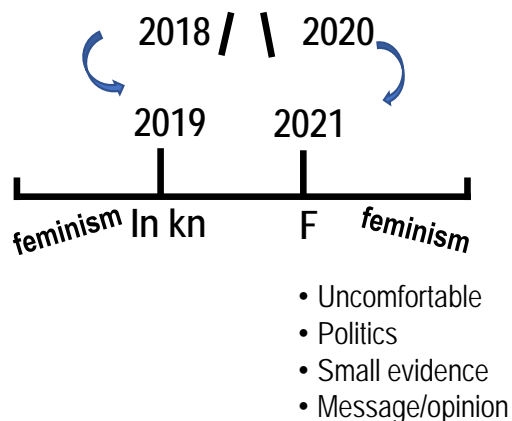 2018 / \ 2020
2019 2021
feminism In kn F feminism
• Uncomfortable
• Politics
• Small evidence
• Message/opinion